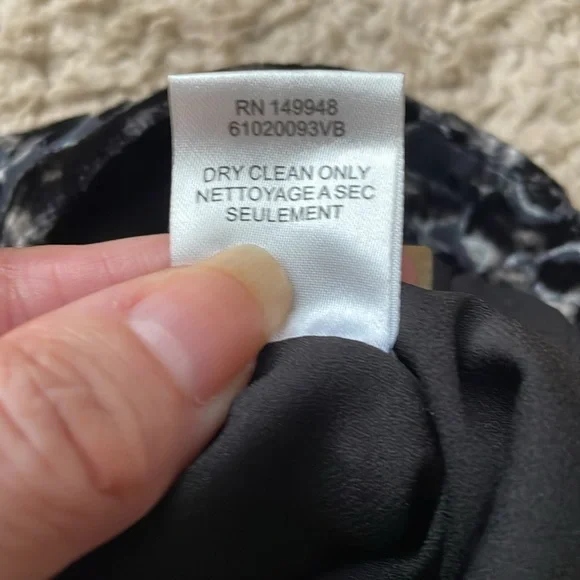 RN 149948
61020093VB
DRY CLEAN ONLY
NETTOYAGE A SEC
SEULEMENT